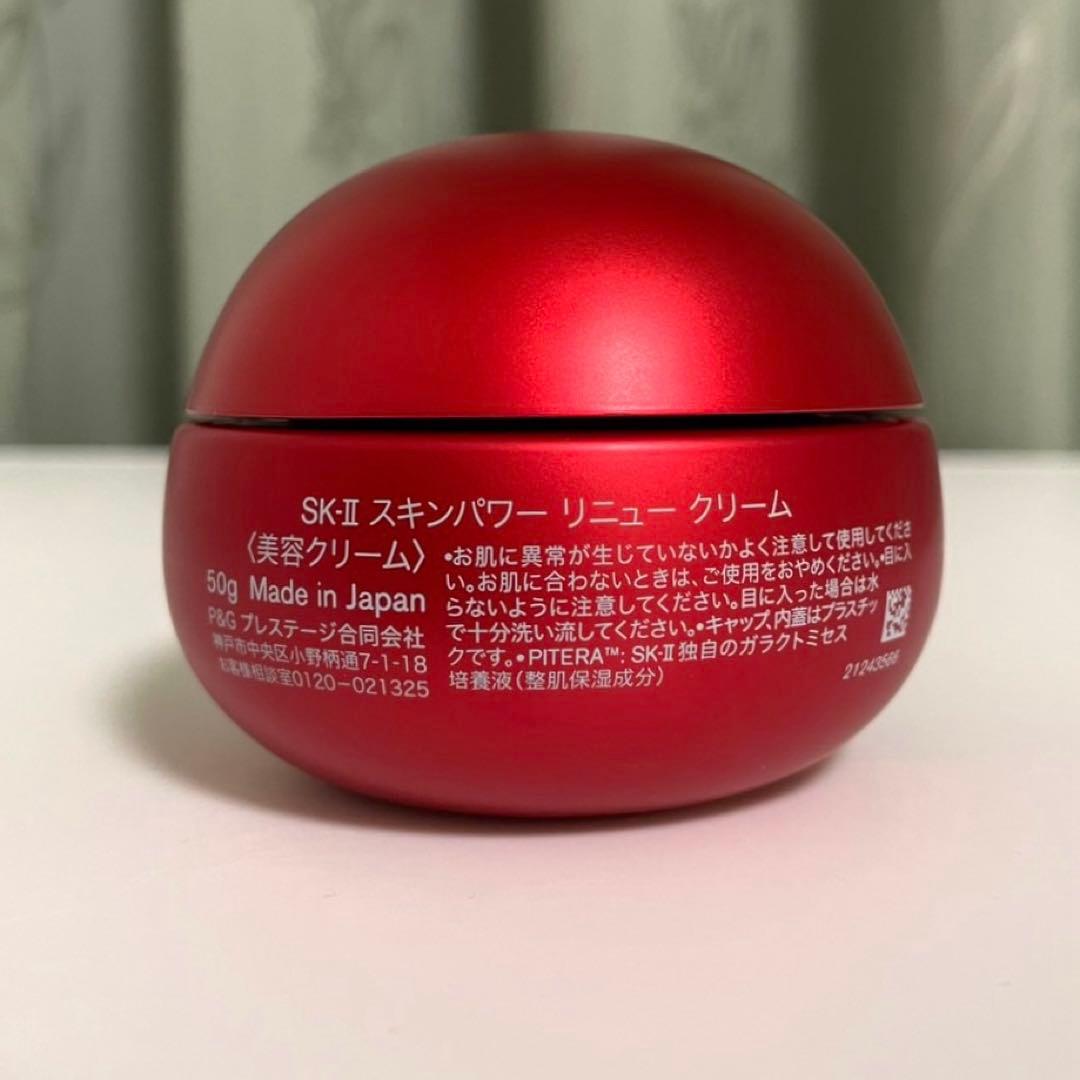 SK-Ⅱ スキンパワー リニュー クリーム
〈美容クリーム〉
50g Made in Japan
P&G プレステージ合同会社
神戸市中央区小野柄通7-1-18
お客様相談室0120-021325
•お肌に異常が生じていないかよく注意して使用してくださ
い。お肌に合わないときは、ご使用をおやめください。•目に入
らないように注意してください。目に入った場合は水
で十分洗い流してください。•キャップ、内蓋はプラスチッ
クです。•PITERA™: SK-Ⅱ独自のガラクトミセス
培養液(整肌保湿成分)
21243566